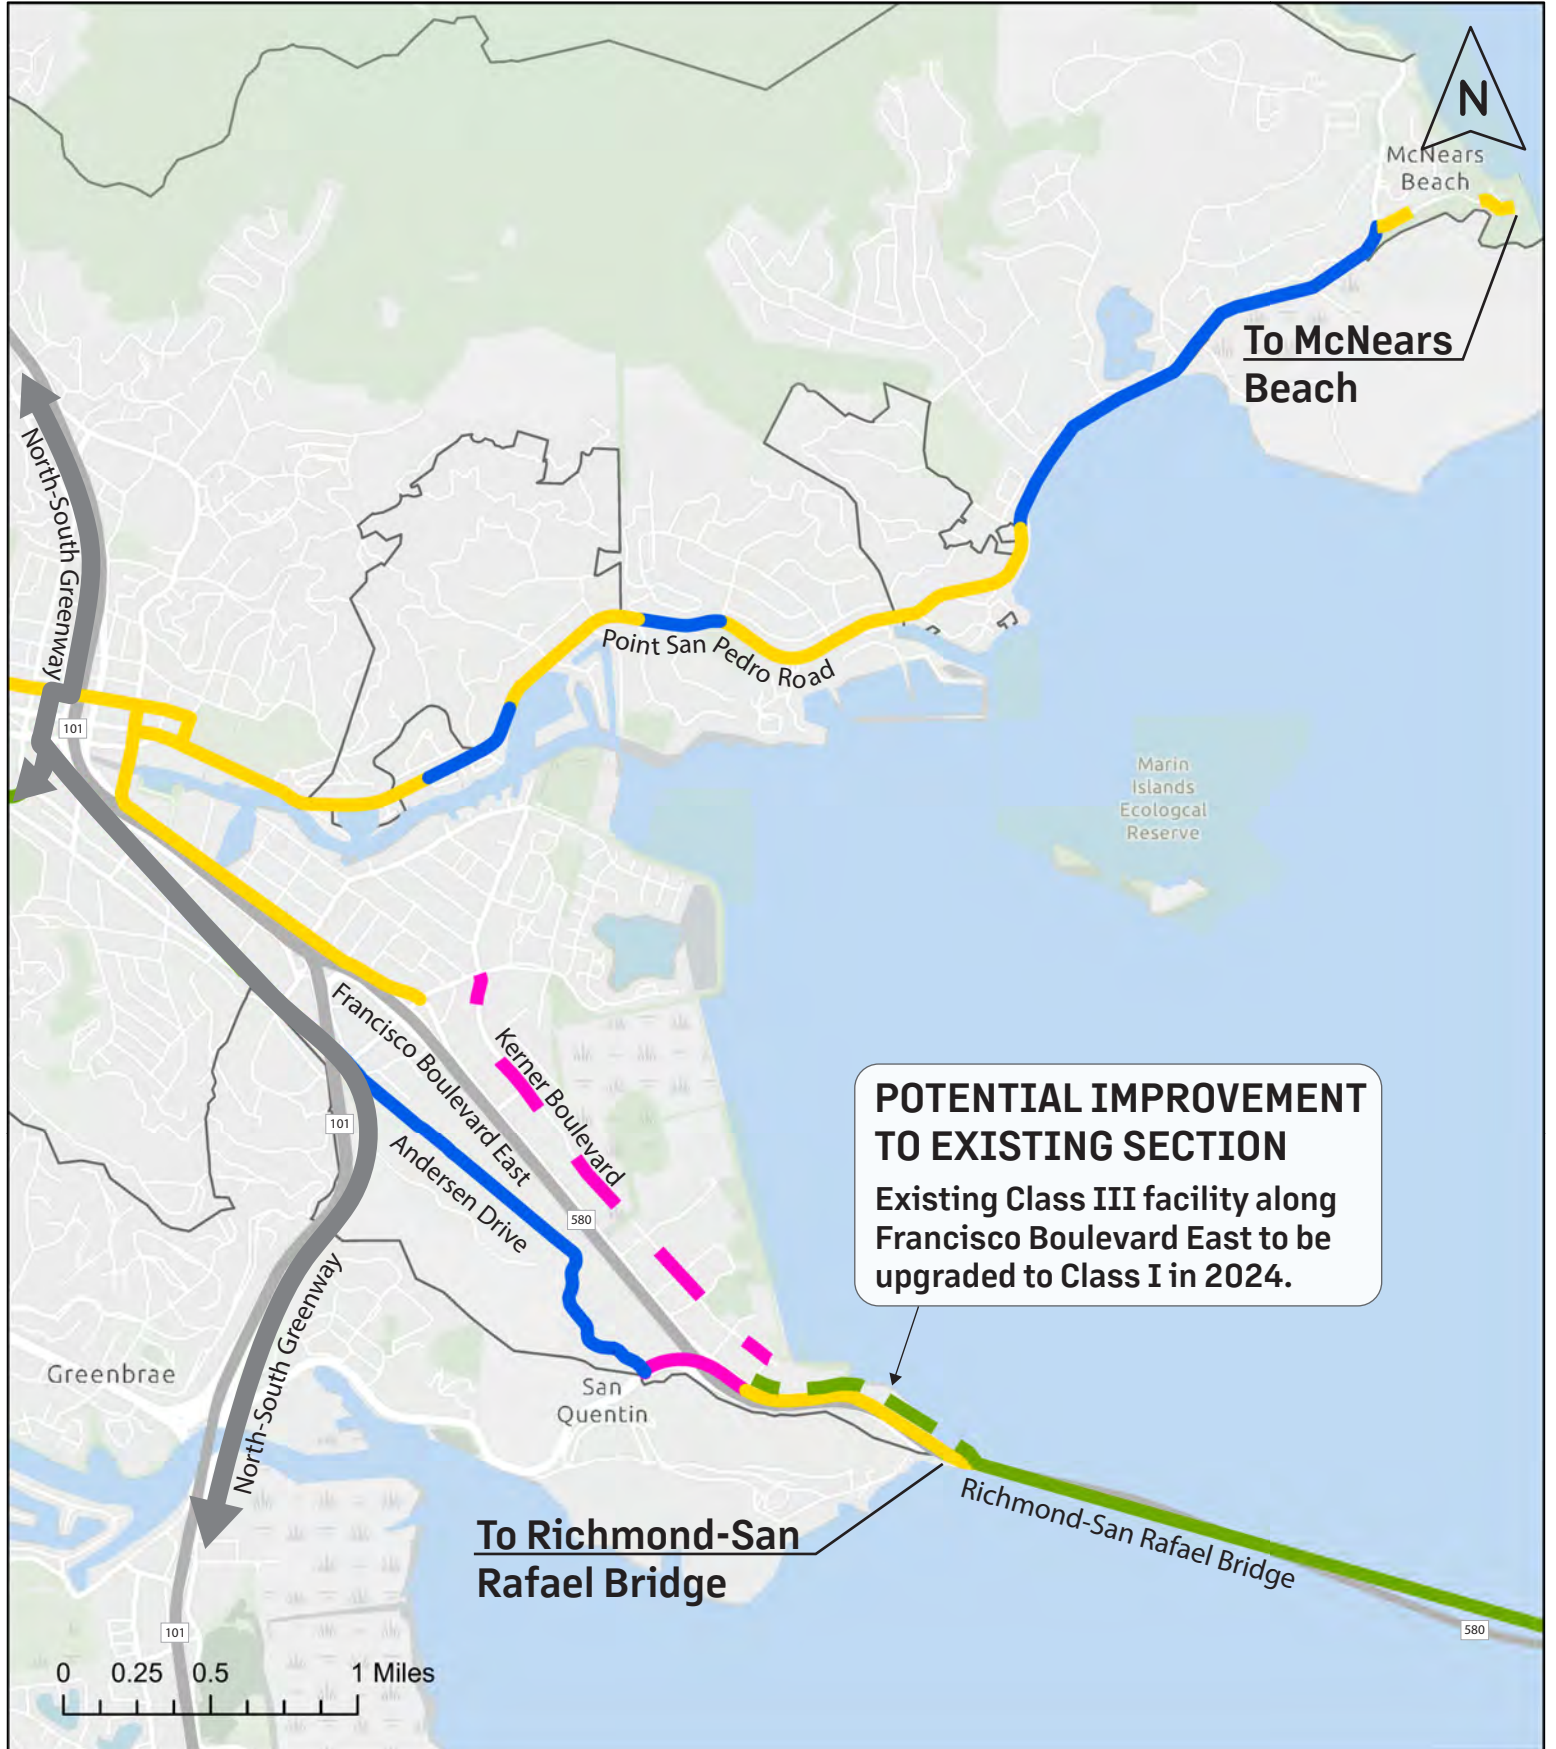 N
McNears
Beach
To McNears
Beach
North-South Greenway
Point San Pedro Road
101
Marin
Islands
Ecologcal
Reserve
Francisco Boulevard East
Kerner Boulevard
POTENTIAL IMPROVEMENT
TO EXISTING SECTION
Existing Class III facility along
Francisco Boulevard East to be
upgraded to Class I in 2024.
101
Andersen Drive
580
North-South Greenway
Greenbrae
San
Quentin
To Richmond-San
Rafael Bridge
Richmond-San Rafael Bridge
101
580
0 0.25 0.5 1 Miles